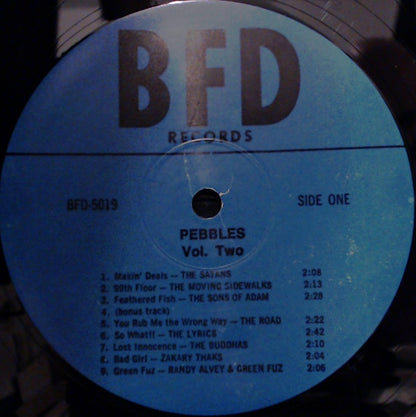 BFD
RECORDS
BFD-5019 SIDE ONE
PEBBLES
Vol. Two
1. Makin' Deals — THE SATANS 2:08
2. 99th Floor — THE MOVING SIDEWALKS 2:13
3. Feathered Fish — THE SONS OF ADAM 2:28
4. (bonus track)
5. You Rub Me the Wrong Way — THE ROAD 2:22
6. So What!! — THE LYRICS 2:42
7. Lost Innocence — THE BUDDHAS 2:10
8. Bad Girl — ZAKARY THAKS 2:04
9. Green Fuz — RANDY ALVEY & GREEN FUZ 2:06